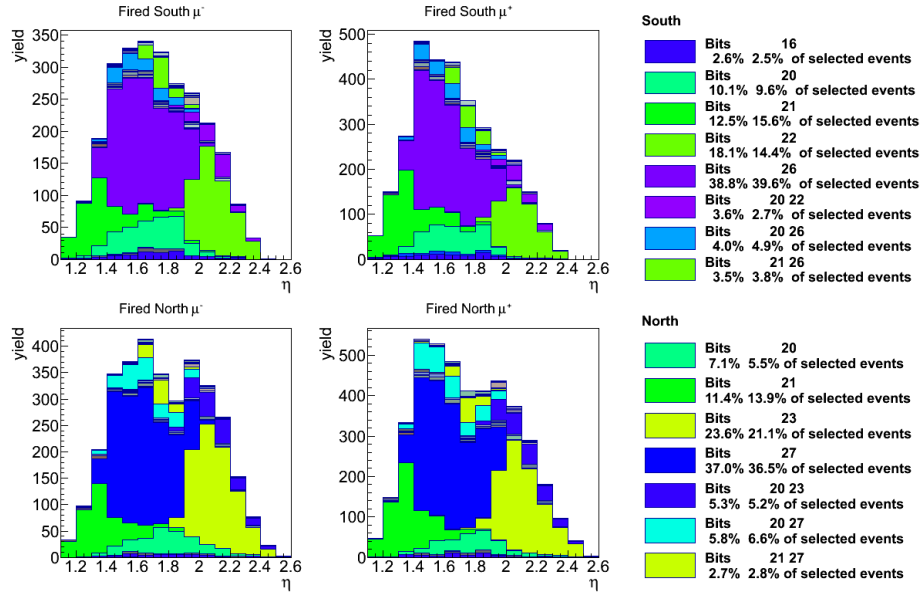 Fired South μ⁻
yield
350
300
250
200
150
100
50
0
1.2 1.4 1.6 1.8 2 2.2 2.4 2.6
η
Fired South μ⁺
yield
500
400
300
200
100
0
1.2 1.4 1.6 1.8 2 2.2 2.4 2.6
η
South
Bits 16
2.6% 2.5% of selected events
Bits 20
10.1% 9.6% of selected events
Bits 21
12.5% 15.6% of selected events
Bits 22
18.1% 14.4% of selected events
Bits 26
38.8% 39.6% of selected events
Bits 20 22
3.6% 2.7% of selected events
Bits 20 26
4.0% 4.9% of selected events
Bits 21 26
3.5% 3.8% of selected events
Fired North μ⁻
yield
400
350
300
250
200
150
100
50
0
1.2 1.4 1.6 1.8 2 2.2 2.4 2.6
η
Fired North μ⁺
yield
500
400
300
200
100
0
1.2 1.4 1.6 1.8 2 2.2 2.4 2.6
η
North
Bits 20
7.1% 5.5% of selected events
Bits 21
11.4% 13.9% of selected events
Bits 23
23.6% 21.1% of selected events
Bits 27
37.0% 36.5% of selected events
Bits 20 23
5.3% 5.2% of selected events
Bits 20 27
5.8% 6.6% of selected events
Bits 21 27
2.7% 2.8% of selected events